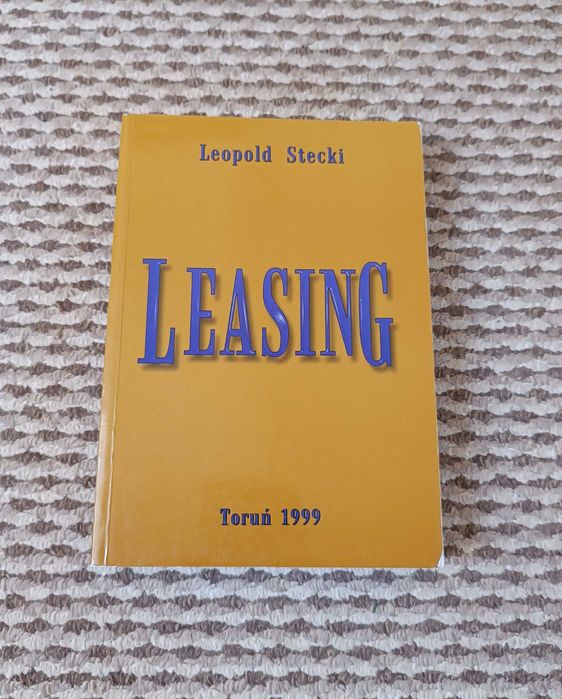 Leopold Stecki
LEASING
Toruń 1999